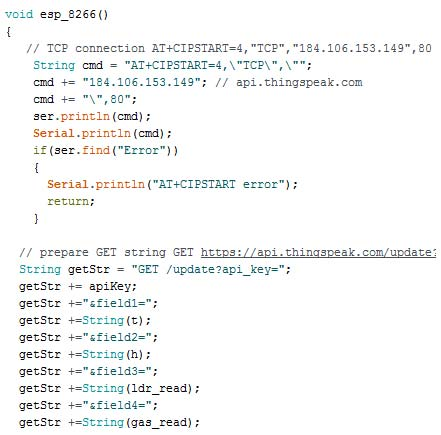 void esp_8266()
{
// TCP connection AT+CIPSTART=4,"TCP","184.106.153.149",80
String cmd = "AT+CIPSTART=4,\"TCP\",\"";
cmd += "184.106.153.149"; // api.thingspeak.com
cmd += "\",80";
ser.println(cmd);
Serial.println(cmd);
if(ser.find("Error"))
{
Serial.println("AT+CIPSTART error");
return;
}
// prepare GET string GET https://api.thingspeak.com/update?
String getStr = "GET /update?api_key=";
getStr += apiKey;
getStr +="&field1=";
getStr +=String(t);
getStr +="&field2=";
getStr +=String(h);
getStr +="&field3=";
getStr +=String(ldr_read);
getStr +="&field4=";
getStr +=String(gas_read);